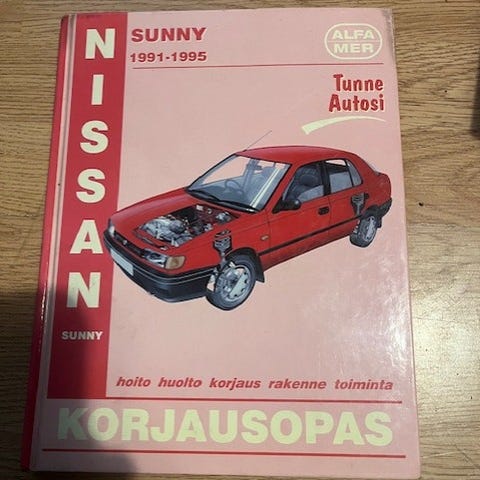 NISSAN
SUNNY
SUNNY
1991-1995
ALFA
MER
Tunne
Autosi
hoito huolto korjaus rakenne toiminta
KORJAUSOPAS